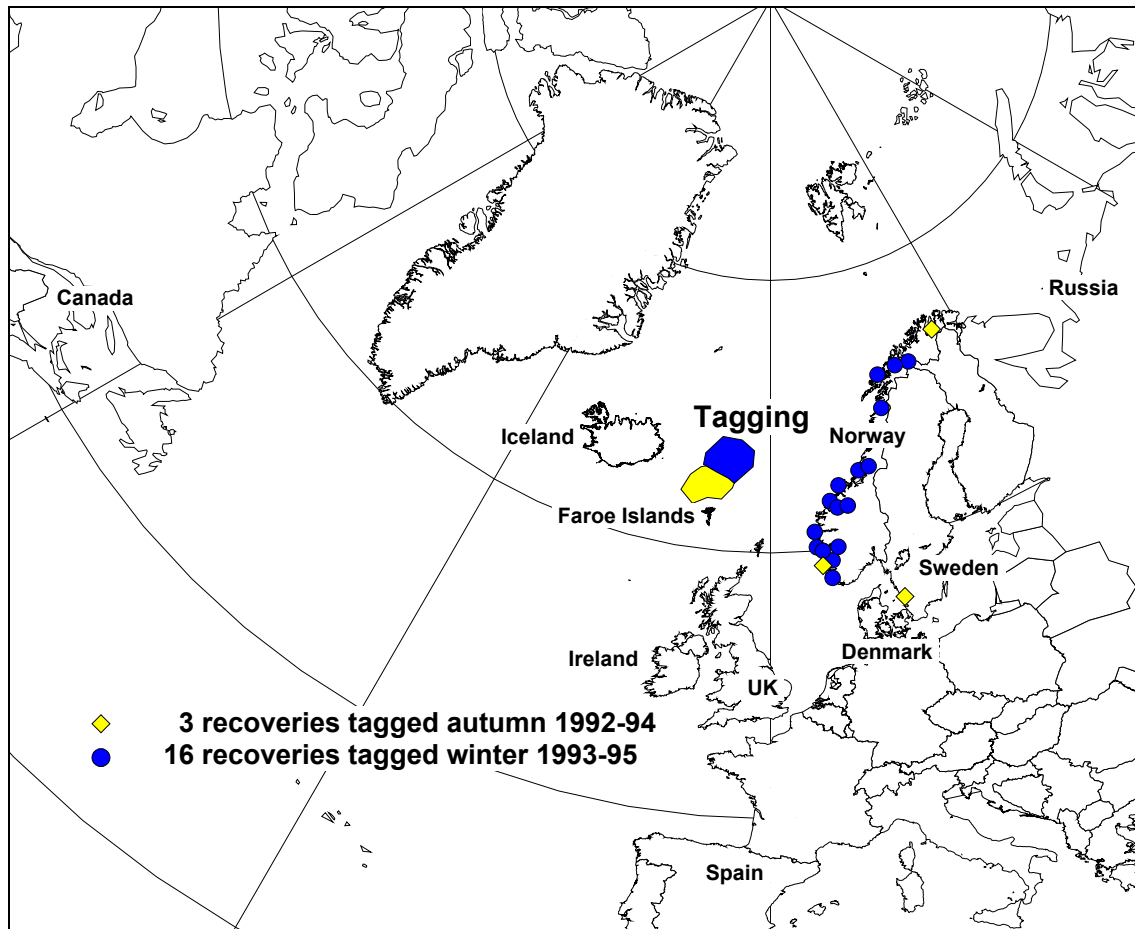 Canada
Russia
Tagging
Iceland
Norway
Faroe Islands
Sweden
Denmark
Ireland
UK
3 recoveries tagged autumn 1992-94
16 recoveries tagged winter 1993-95
Spain